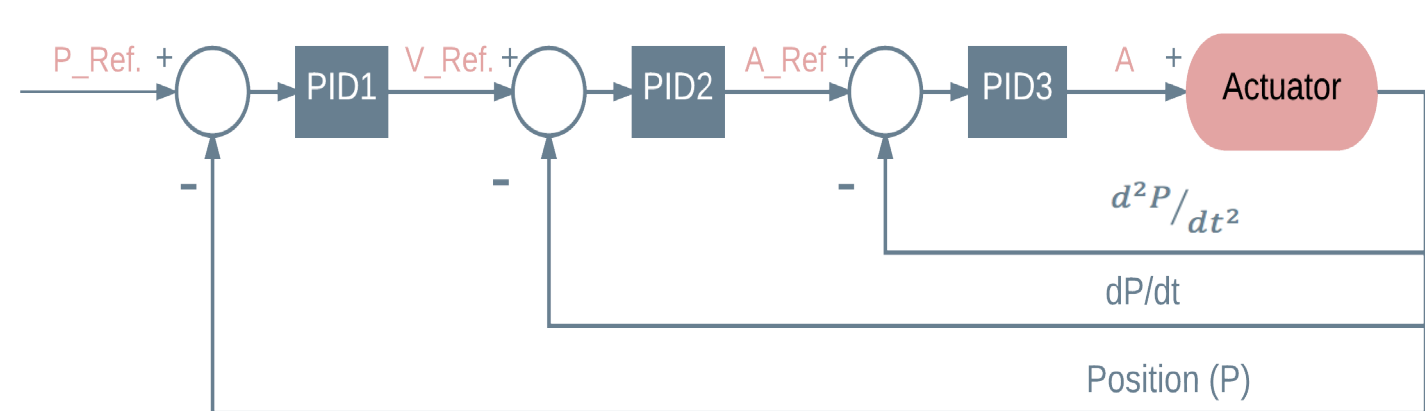 P_Ref. +
PID1
V_Ref. +
PID2
A_Ref +
PID3
A +
Actuator
-
-
-
d²P/dt²
dP/dt
Position (P)